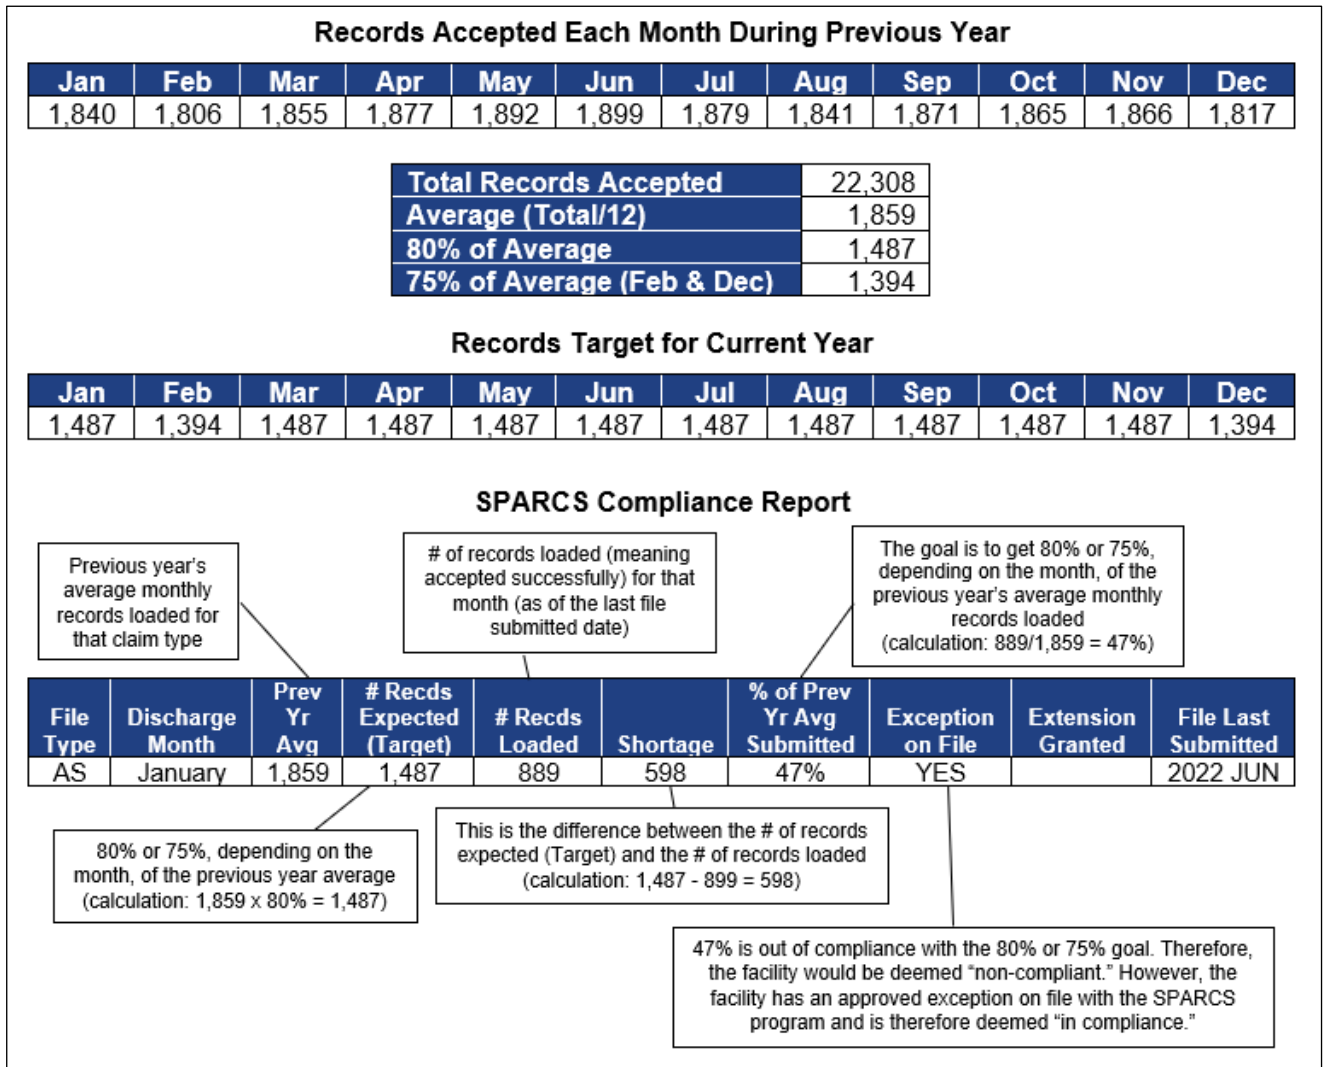 Records Accepted Each Month During Previous Year
Jan Feb Mar Apr May Jun Jul Aug Sep Oct Nov Dec
1,840 1,806 1,855 1,877 1,892 1,899 1,879 1,841 1,871 1,865 1,866 1,817
Total Records Accepted 22,308
Average (Total/12) 1,859
80% of Average 1,487
75% of Average (Feb & Dec) 1,394
Records Target for Current Year
Jan Feb Mar Apr May Jun Jul Aug Sep Oct Nov Dec
1,487 1,394 1,487 1,487 1,487 1,487 1,487 1,487 1,487 1,487 1,487 1,394
SPARCS Compliance Report
Previous year's
average monthly
records loaded for
that claim type
# of records loaded (meaning
accepted successfully) for that
month (as of the last file
submitted date)
The goal is to get 80% or 75%,
depending on the month, of the
previous year's average monthly
records loaded
(calculation: 889/1,859 = 47%)
File
Type
Discharge
Month
Prev
Yr
Avg
# Recds
Expected
(Target)
# Recds
Loaded
Shortage
% of Prev
Yr Avg
Submitted
Exception
on File
Extension
Granted
File Last
Submitted
AS January 1,859 1,487 889 598 47% YES 2022 JUN
80% or 75%, depending on the
month, of the previous year average
(calculation: 1,859 x 80% = 1,487)
This is the difference between the # of records
expected (Target) and the # of records loaded
(calculation: 1,487 - 899 = 598)
47% is out of compliance with the 80% or 75% goal. Therefore,
the facility would be deemed “non-compliant.” However, the
facility has an approved exception on file with the SPARCS
program and is therefore deemed “in compliance.”